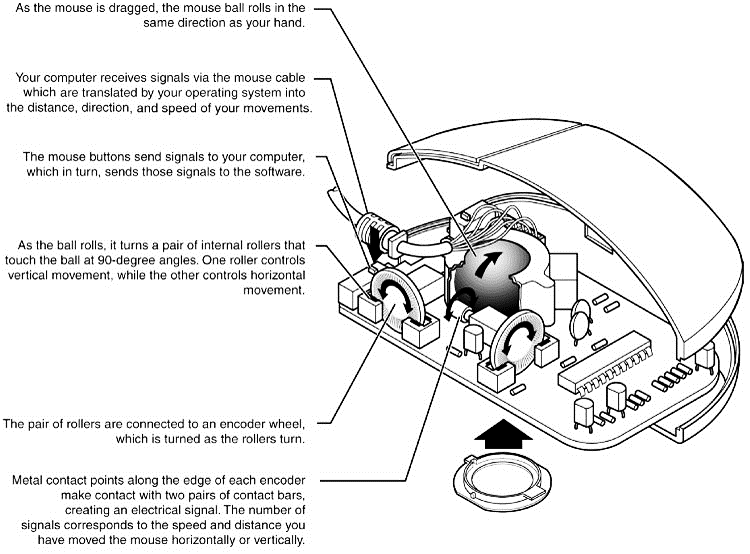 As the mouse is dragged, the mouse ball rolls in the
same direction as your hand.
Your computer receives signals via the mouse cable
which are translated by your operating system into
the distance, direction, and speed of your movements.
The mouse buttons send signals to your computer,
which in turn, sends those signals to the software.
As the ball rolls, it turns a pair of internal rollers that
touch the ball at 90-degree angles. One roller controls
vertical movement, while the other controls horizontal
movement.
The pair of rollers are connected to an encoder wheel,
which is turned as the rollers turn.
Metal contact points along the edge of each encoder
make contact with two pairs of contact bars,
creating an electrical signal. The number of
signals corresponds to the speed and distance you
have moved the mouse horizontally or vertically.